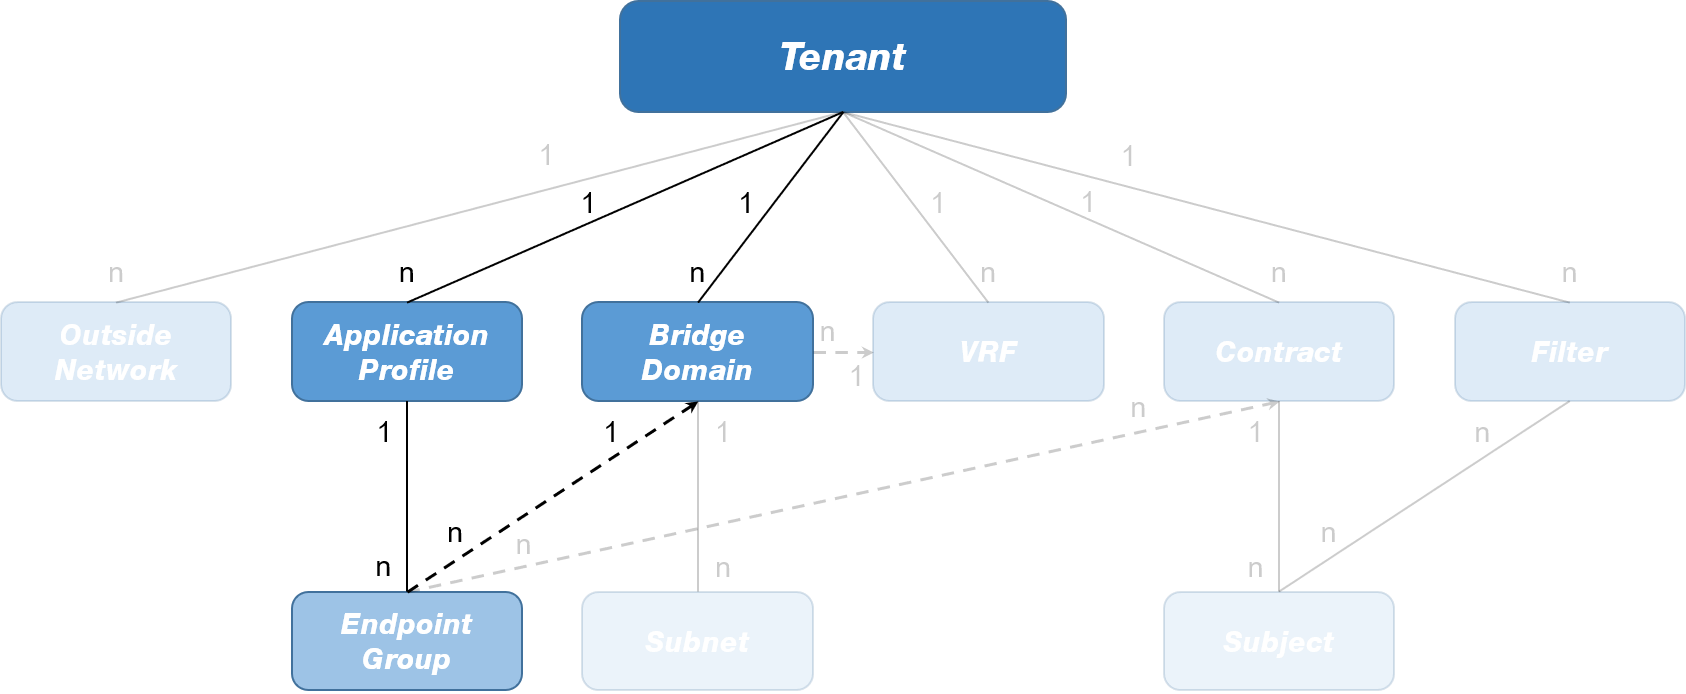 Tenant
1
1
1
1
1
1
n
n
n
n
n
n
Outside
Network
Application
Profile
Bridge
Domain
n
1
VRF
Contract
Filter
1
1
1
n
1
n
n
n
n
n
n
n
Endpoint
Group
Subnet
Subject